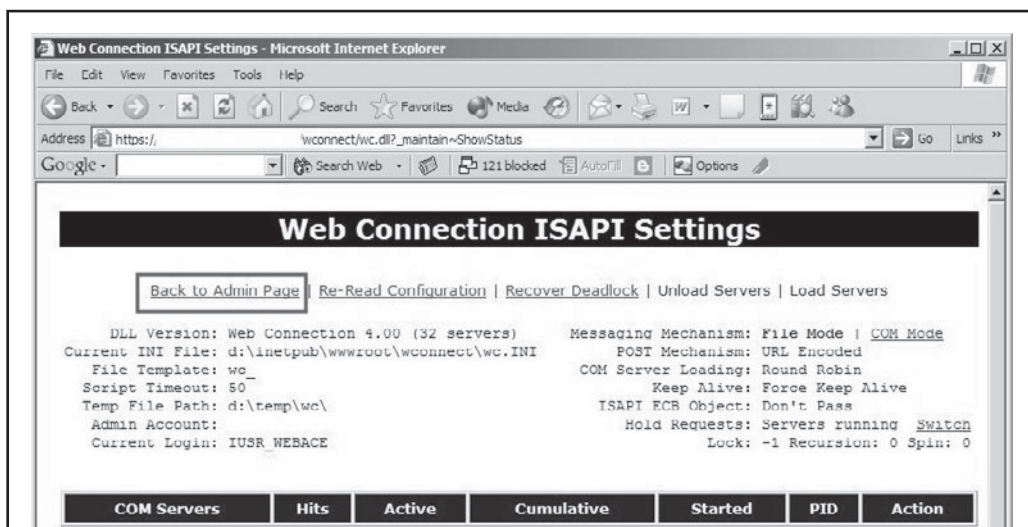 Web Connection ISAPI Settings - Microsoft Internet Explorer
File Edit View Favorites Tools Help
Back Search Favorites Media
Address https:/, /wconnect/wc.dll?_maintain~ShowStatus Go Links »
Google - Search Web - 121 blocked AutoFill Options
Web Connection ISAPI Settings
Back to Admin Page | Re-Read Configuration | Recover Deadlock | Unload Servers | Load Servers
DLL Version: Web Connection 4.00 (32 servers) Messaging Mechanism: File Mode | COM Mode
Current INI File: d:\inetpub\wwwroot\wconnect\wc.INI POST Mechanism: URL Encoded
File Template: wc_ COM Server Loading: Round Robin
Script Timeout: 50 Keep Alive: Force Keep Alive
Temp File Path: d:\temp\wc\ ISAPI ECB Object: Don't Pass
Admin Account: Hold Requests: Servers running Switch
Current Login: IUSR_WEBACE Lock: -1 Recursion: 0 Spin: 0
COM Servers Hits Active Cumulative Started PID Action